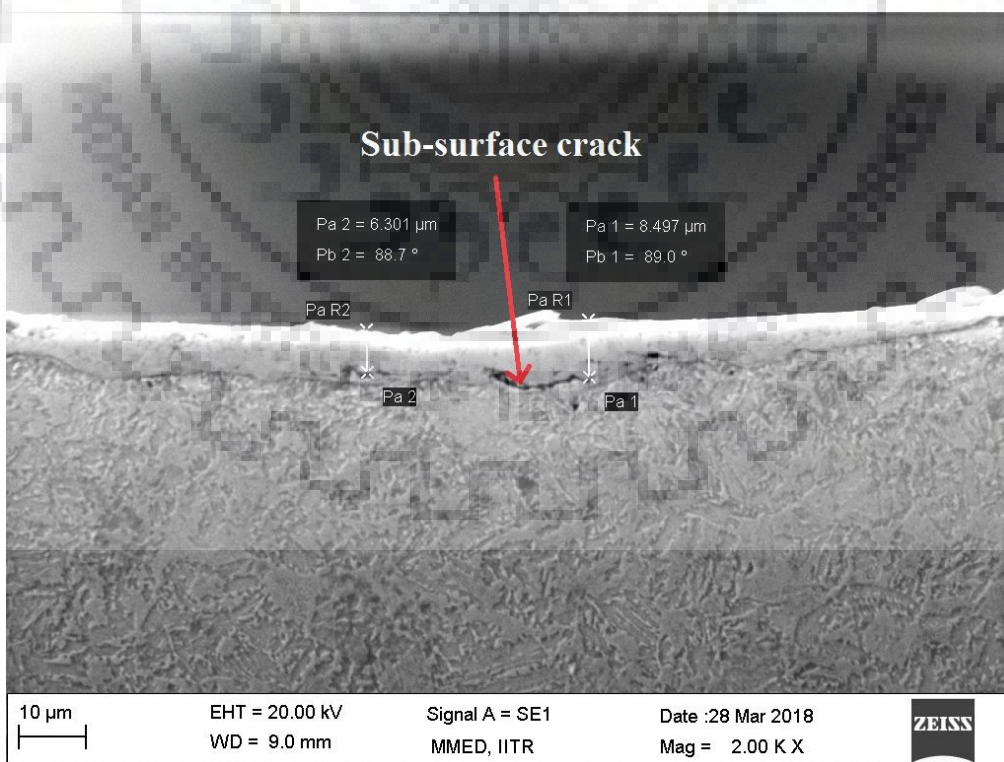 Sub-surface crack
Pa 2 = 6.301 µm
Pb 2 = 88.7 °
Pa 1 = 8.497 µm
Pb 1 = 89.0 °
Pa R2
Pa R1
Pa 2
Pa 1
10 µm
EHT = 20.00 kV
WD = 9.0 mm
Signal A = SE1
MMED, IITR
Date :28 Mar 2018
Mag = 2.00 K X
ZEISS